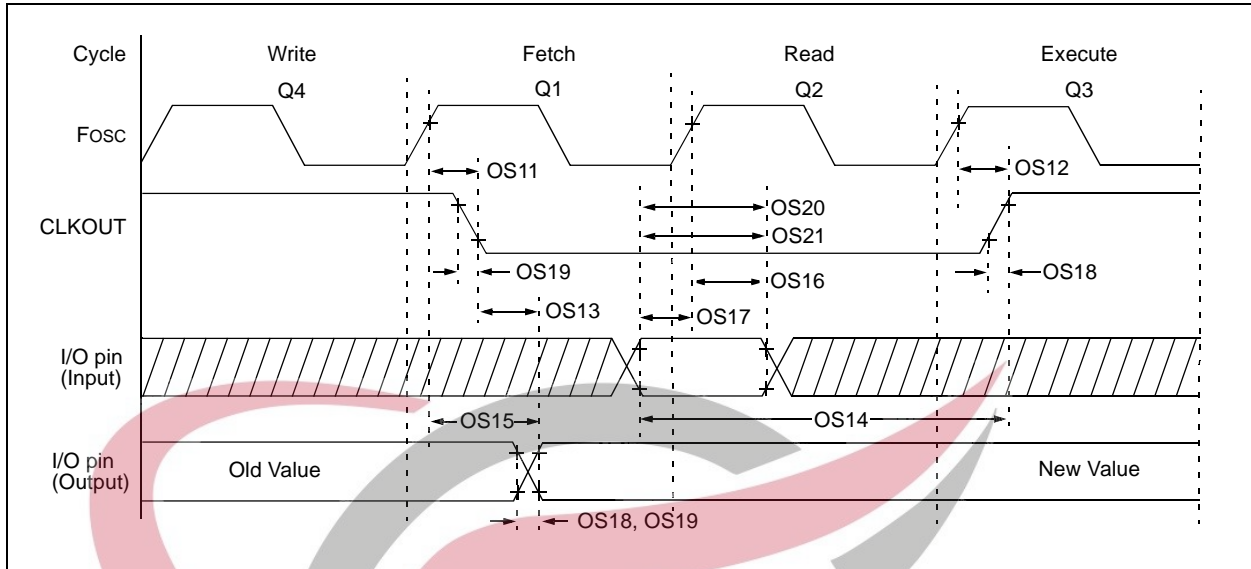 Cycle Write Fetch Read Execute
Q4 Q1 Q2 Q3
Fosc
OS11 OS12
OS20
CLKOUT OS21
OS19 OS16 OS18
OS13 OS17
I/O pin
(Input)
OS15 OS14
I/O pin
(Output)
Old Value New Value
OS18, OS19